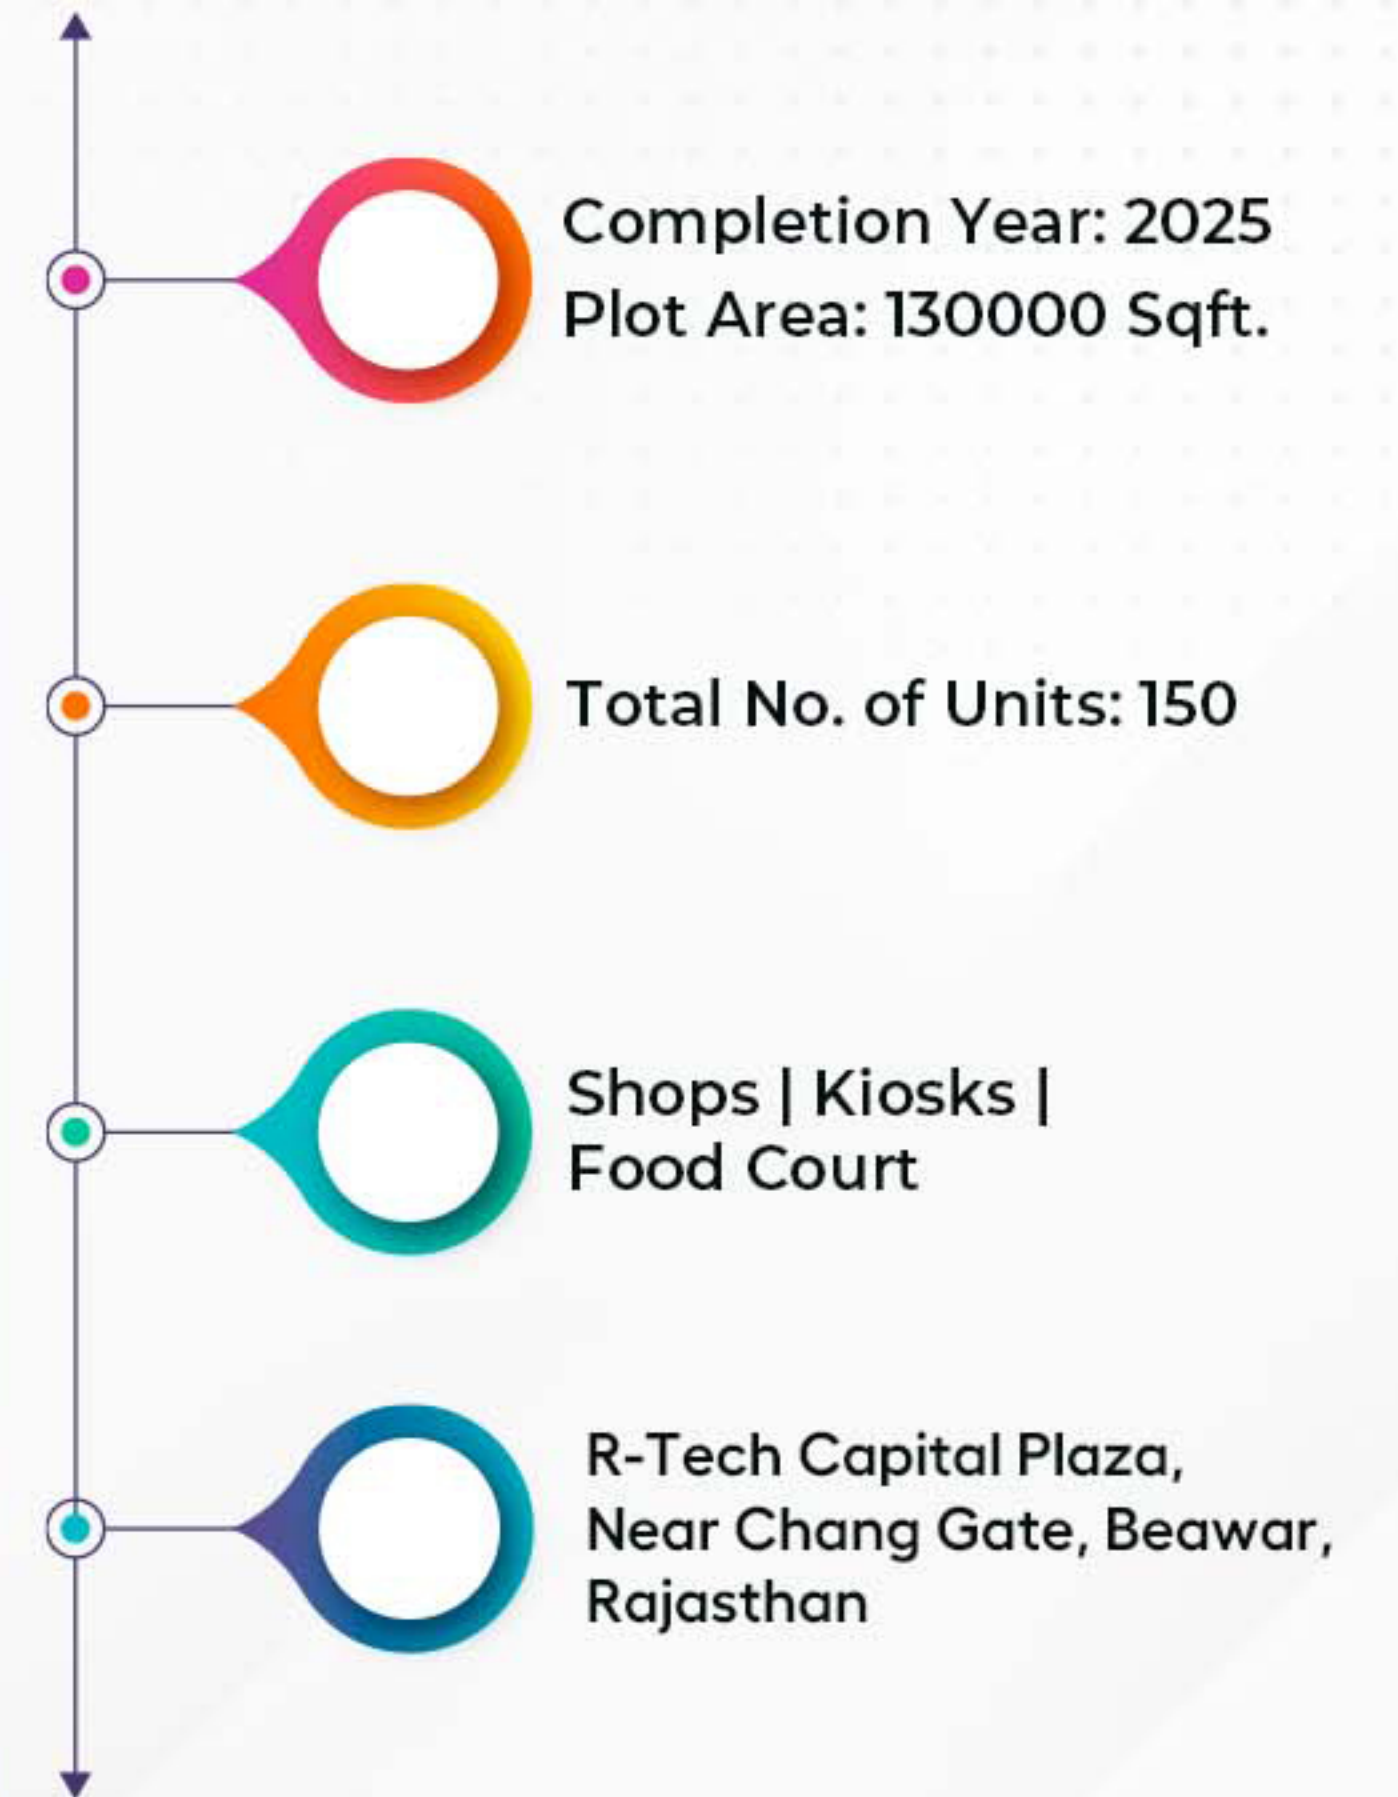 Completion Year: 2025
Plot Area: 130000 Sqft.
Total No. of Units: 150
Shops | Kiosks |
Food Court
R-Tech Capital Plaza,
Near Chang Gate, Beawar,
Rajasthan